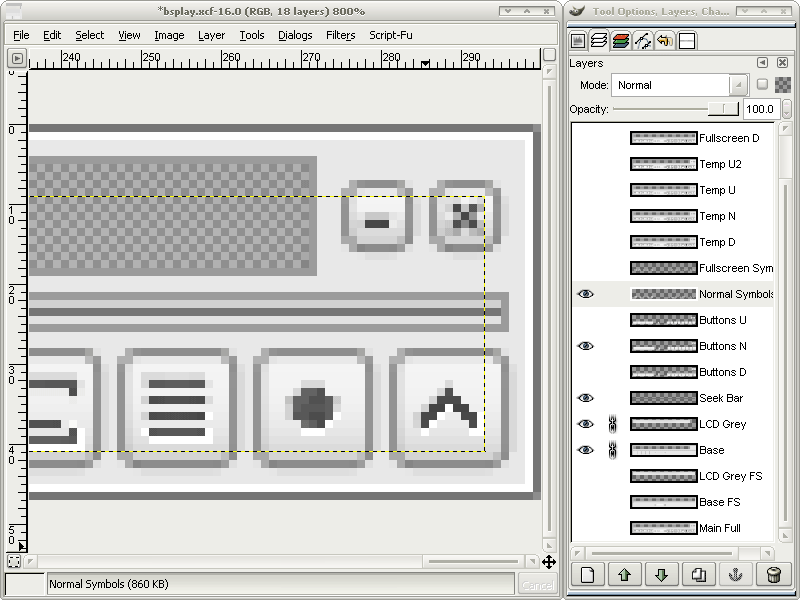 *bsplay.xcf-16.0 (RGB, 18 layers) 800%
File Edit Select View Image Layer Tools Dialogs Filters Script-Fu
240 250 260 270 280 290
0
10
20
30
40
50
Normal Symbols (860 KB)
Cancel
Tool Options, Layers, Cha...
Layers
Mode: Normal
Opacity: 100.0
Fullscreen D
Temp U2
Temp U
Temp N
Temp D
Fullscreen Sym
Normal Symbols
Buttons U
Buttons N
Buttons D
Seek Bar
LCD Grey
Base
LCD Grey FS
Base FS
Main Full